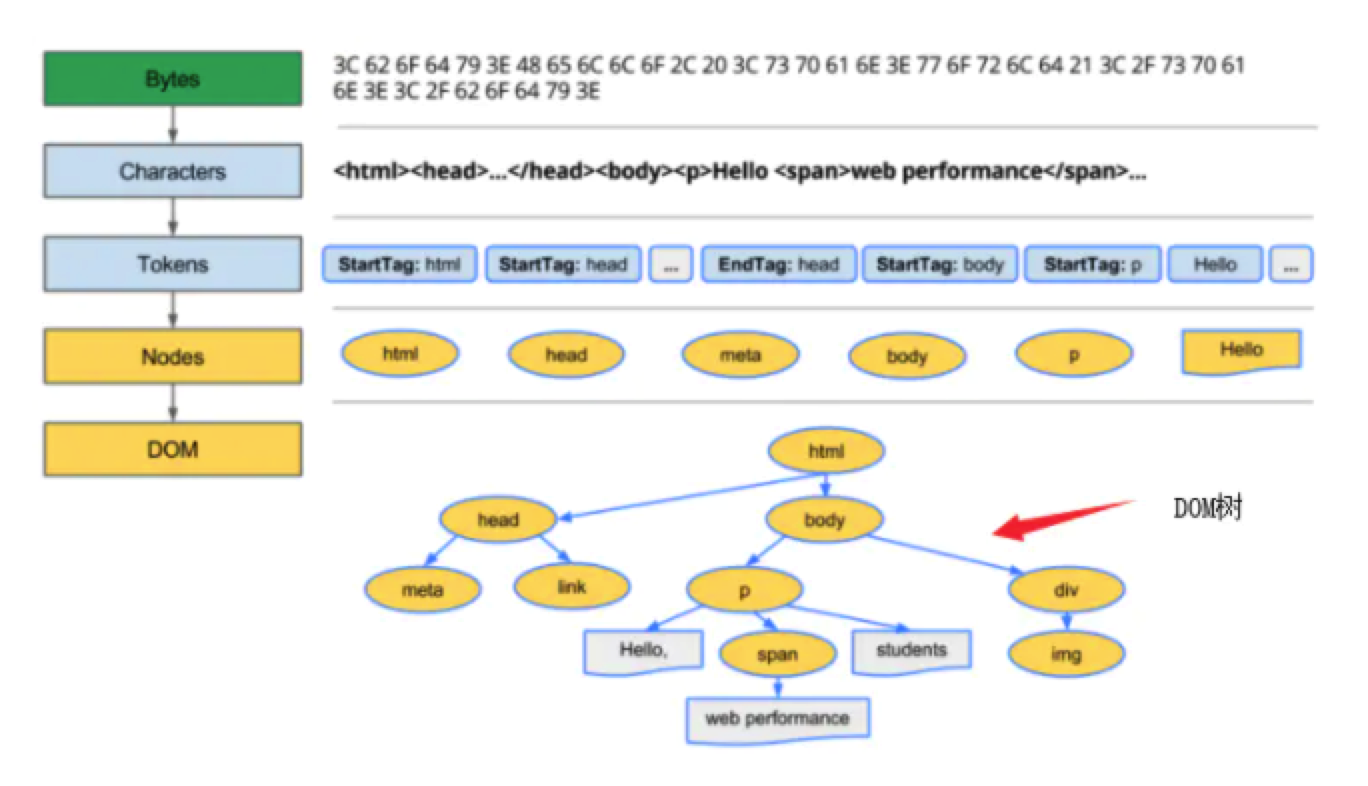 Bytes
3C 62 6F 64 79 3E 48 65 6C 6C 6F 2C 20 3C 73 70 61 6E 3E 77 6F 72 6C 64 21 3C 2F 73 70 61
6E 3E 3C 2F 62 6F 64 79 3E
Characters
<html><head>...</head><body><p>Hello <span>web performance</span>...
Tokens
StartTag: html StartTag: head ... EndTag: head StartTag: body StartTag: p Hello ...
Nodes
html head meta body p Hello
DOM
html
head body
DOM树
meta link p div
Hello, span students img
web performance